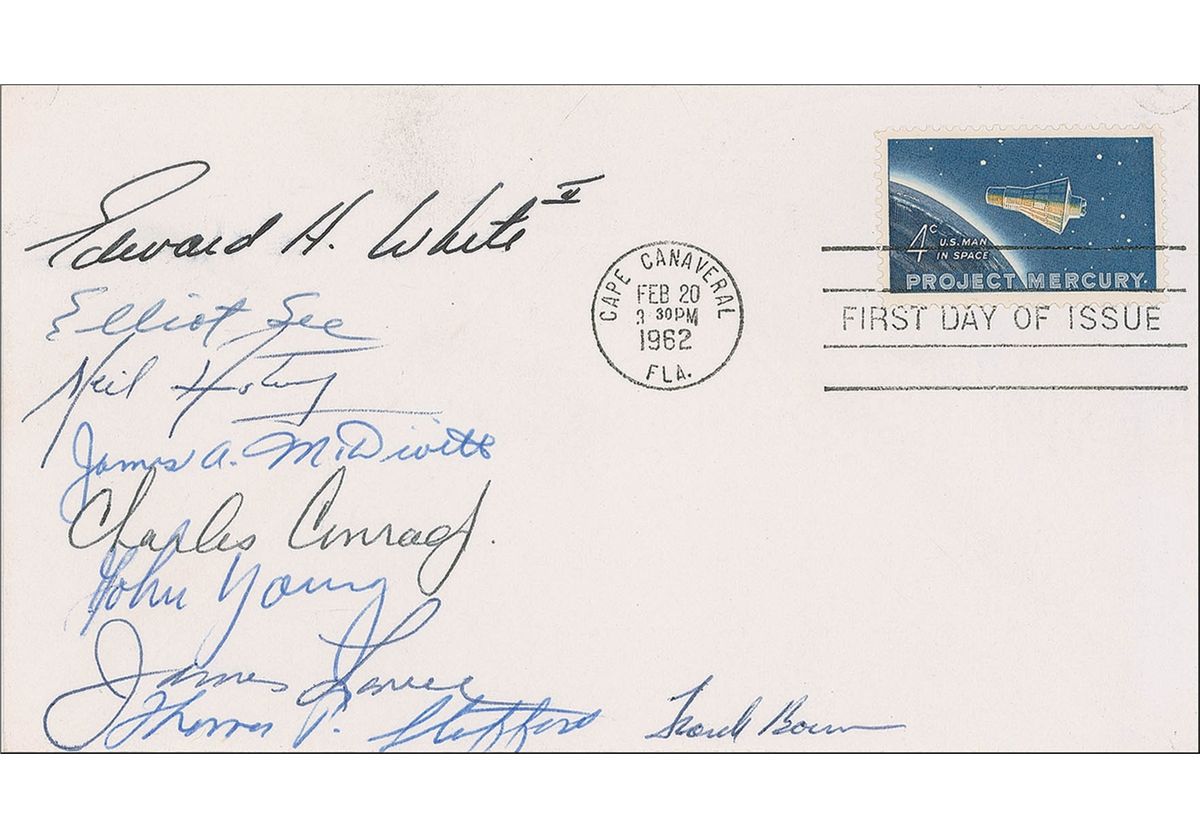 Edward H. White II
Elliot See
Neil Armstrong
James A. McDivitt
Charles Conrad Jr.
John Young
James Lovell
Thomas P. Stafford
Frank Borman
CAPE CANAVERAL
FEB 20
3 30PM
1962
FLA.
4c U.S. MAN
IN SPACE
PROJECT MERCURY
FIRST DAY OF ISSUE